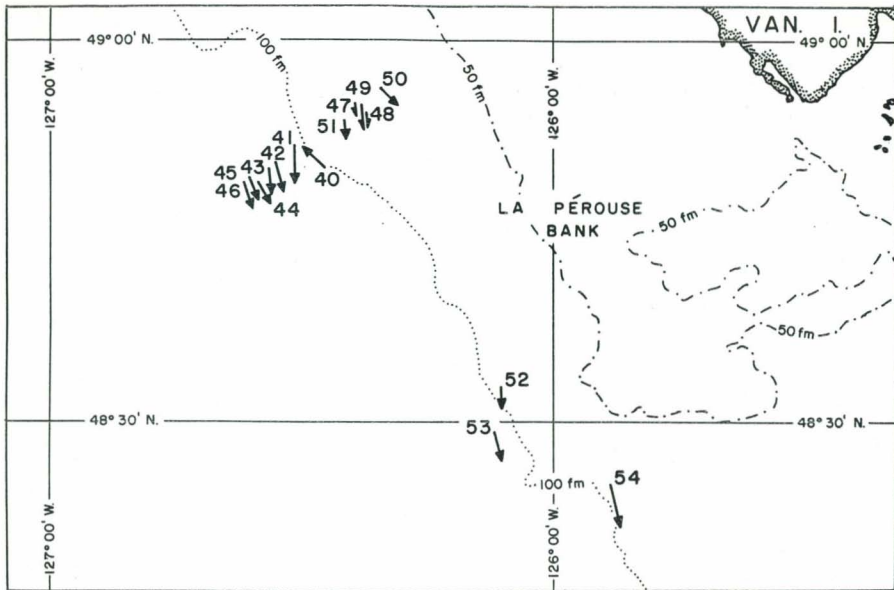 VAN. I.
49° 00' N.
49° 00' N.
100 fm
50 fm
127° 00' W.
126° 00' W.
50
49
47
48
51
41
42
45 43
46
40
44
LA PÉROUSE
BANK
50 fm
50 fm
52
48° 30' N.
48° 30' N.
53
54
100 fm
127° 00' W.
126° 00' W.